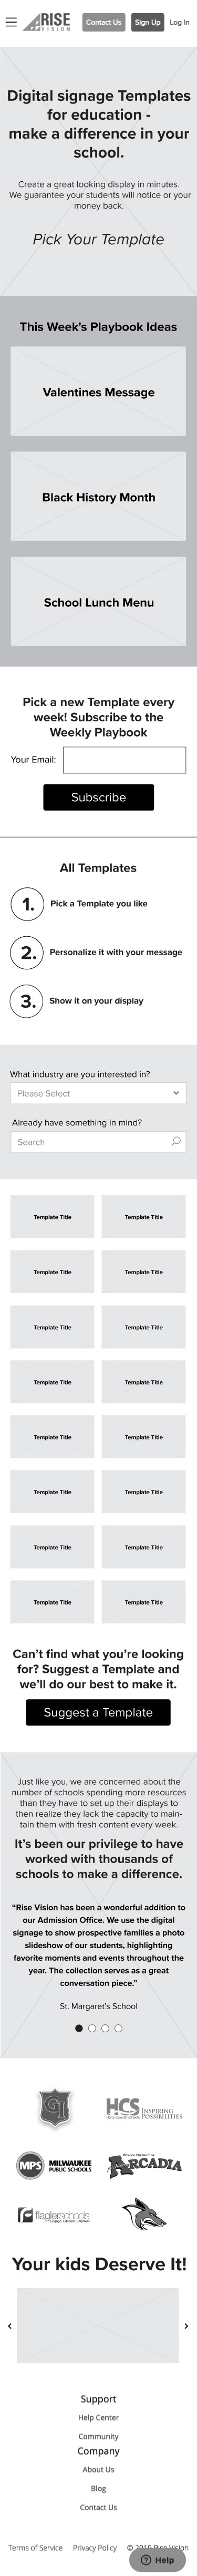 RISE
VISION
Contact Us
Sign Up
Log In
Digital signage Templates
for education -
make a difference in your
school.
Create a great looking display in minutes.
We guarantee your students will notice or your
money back.
Pick Your Template
This Week's Playbook Ideas
Valentines Message
Black History Month
School Lunch Menu
Pick a new Template every
week! Subscribe to the
Weekly Playbook
Your Email:
Subscribe
All Templates
1. Pick a Template you like
2. Personalize it with your message
3. Show it on your display
What industry are you interested in?
Please Select
Already have something in mind?
Search
Template Title Template Title
Template Title Template Title
Template Title Template Title
Template Title Template Title
Template Title Template Title
Template Title Template Title
Template Title Template Title
Template Title Template Title
Can't find what you're looking
for? Suggest a Template and
we'll do our best to make it.
Suggest a Template
Just like you, we are concerned about the
number of schools spending more resources
than they have to set up their displays to
then realize they lack the capacity to main-
tain them with fresh content every week.
It's been our privilege to have
worked with thousands of
schools to make a difference.
“Rise Vision has been a wonderful addition to
our Admission Office. We use the digital
signage to show prospective families a photo
slideshow of our students, highlighting
favorite moments and events throughout the
year. The collection serves as a great
conversation piece.”
St. Margaret's School
HCS INSPIRING
POSSIBILITIES
MPS MILWAUKEE
PUBLIC SCHOOLS
ARCADIA
flaglerschools
Your kids Deserve It!
Support
Help Center
Community
Company
About Us
Blog
Contact Us
Terms of Service Privacy Policy © 2019 Rise Vision
Help